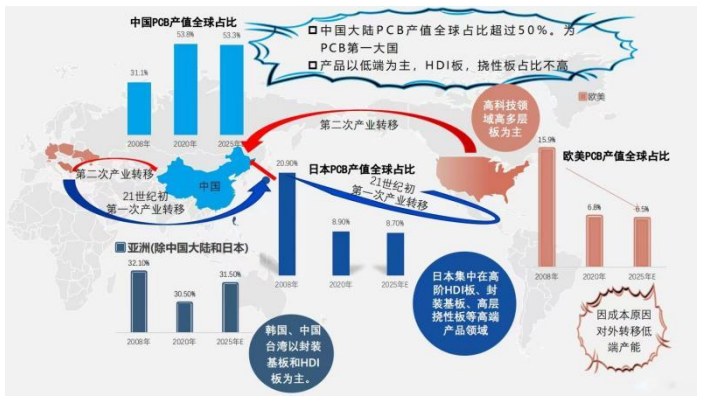 中国PCB产值全球占比
31.1%
53.8%
53.3%
2008年
2020年
2025年E
中国大陆PCB产值全球占比超过50%。为
PCB第一大国
产品以低端为主，HDI板，挠性板占比不高
高科技领
域高多层
板为主
欧美
第二次产业转移
第二次产业转移
中国
21世纪初
第一次产业转移
日本PCB产值全球占比
21世纪初
第一次产业转移
20.90%
8.90%
8.70%
2008年
2020年
2025年E
欧美PCB产值全球占比
15.9%
6.8%
6.5%
2008年
2020年
2025年E
亚洲(除中国大陆和日本)
32.10%
30.50%
31.50%
2008年
2020年
2025年E
韩国、中国
台湾以封装
基板和HDI
板为主。
日本集中在高
阶HDI板、封
装基板、高层
挠性板等高端
产品领域
因成本原因
对外转移低
端产能